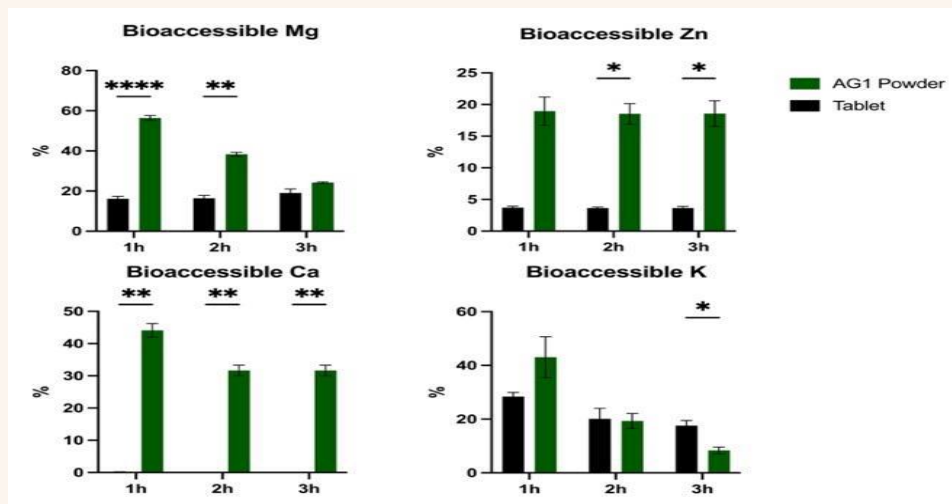 Bioaccessible Mg
80
60
40
20
0
%
**** **
1h 2h 3h
Bioaccessible Zn
25
20
15
10
5
0
%
* *
1h 2h 3h
AG1 Powder
Tablet
Bioaccessible Ca
50
40
30
20
10
0
%
** ** **
1h 2h 3h
Bioaccessible K
60
40
20
0
%
*
1h 2h 3h